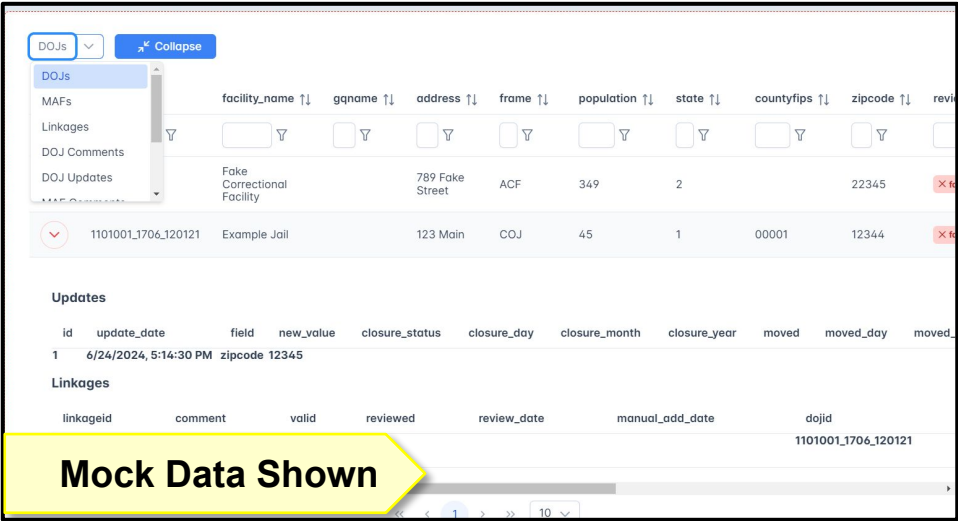 DOJs
Collapse
DOJs
MAFs
Linkages
DOJ Comments
DOJ Updates
facility_name gqname address frame population state countyfips zipcode
Fake Correctional Facility 789 Fake Street ACF 349 2 22345
1101001_1706_120121 Example Jail 123 Main COJ 45 1 00001 12344
Updates
id update_date field new_value closure_status closure_day closure_month closure_year moved moved_day moved_
1 6/24/2024, 5:14:30 PM zipcode 12345
Linkages
linkageid comment valid reviewed review_date manual_add_date dojid
1101001_1706_120121
Mock Data Shown
« < 1 > » 10